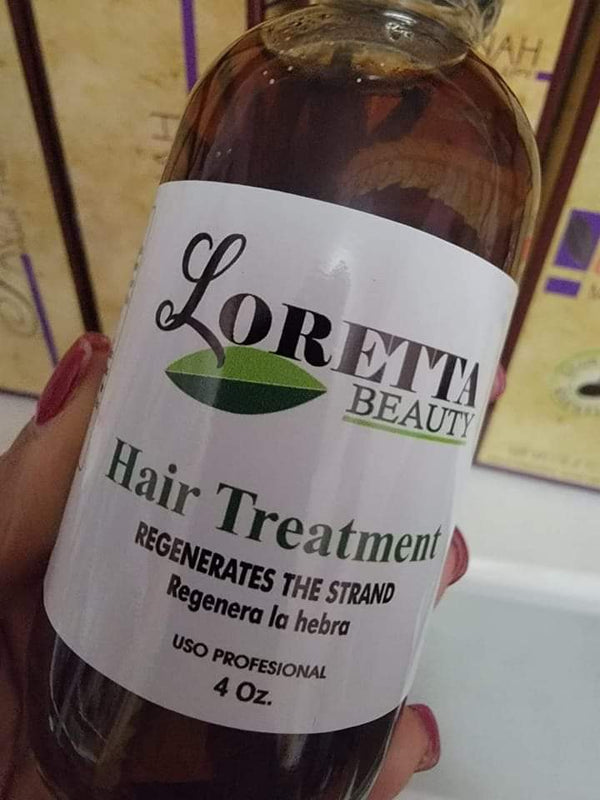 LORETTA
BEAUTY
Hair Treatment
REGENERATES THE STRAND
Regenera la hebra
USO PROFESIONAL
4 Oz.